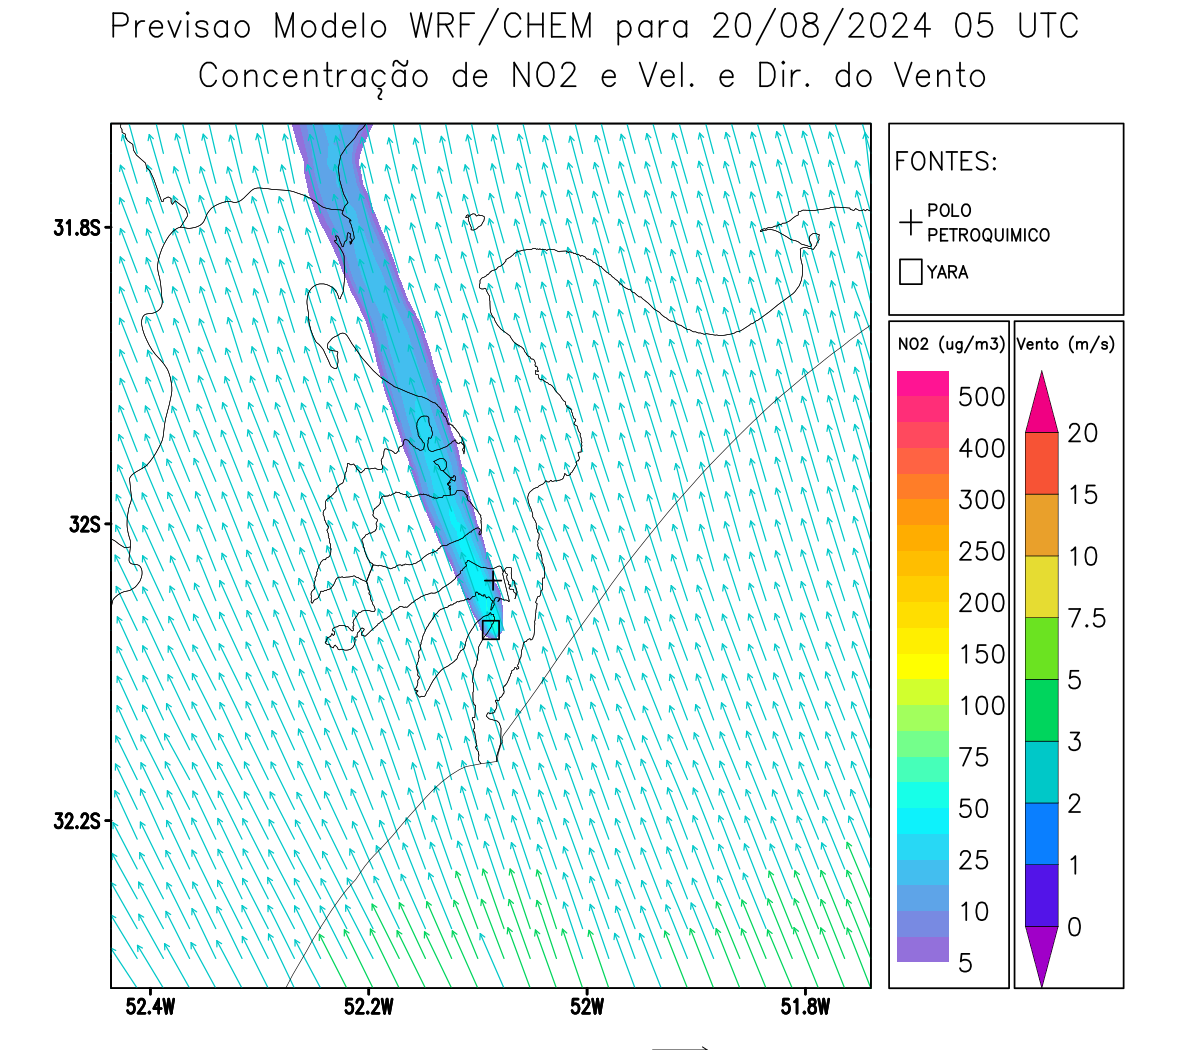 Previsao Modelo WRF/CHEM para 20/08/2024 05 UTC
Concentração de NO2 e Vel. e Dir. do Vento
FONTES:
POLO
PETROQUIMICO
YARA
NO2 (ug/m3)
500
400
300
250
200
150
100
75
50
25
10
5
Vento (m/s)
20
15
10
7.5
5
3
2
1
0
31.8S
32S
32.2S
52.4W
52.2W
52W
51.8W